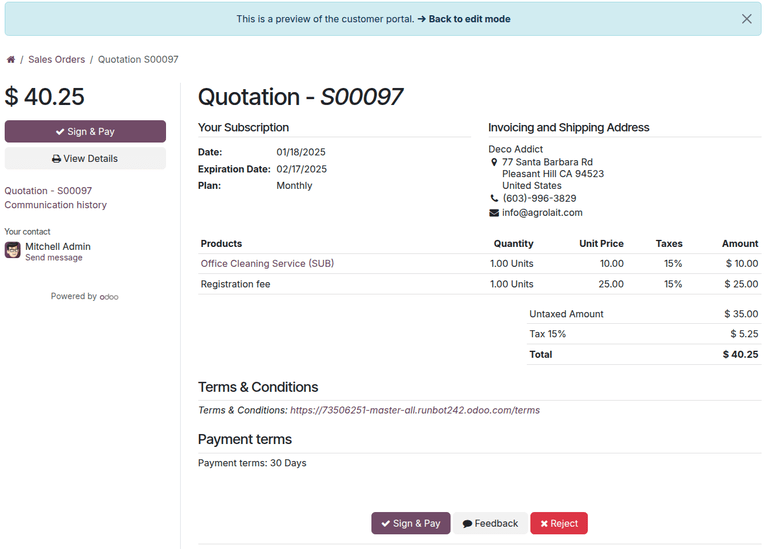 This is a preview of the customer portal. → Back to edit mode
/ Sales Orders / Quotation S00097
$ 40.25
Sign & Pay
View Details
Quotation - S00097
Communication history
Your contact
Mitchell Admin
Send message
Powered by odoo
Quotation - S00097
Your Subscription
Date: 01/18/2025
Expiration Date: 02/17/2025
Plan: Monthly
Invoicing and Shipping Address
Deco Addict
77 Santa Barbara Rd
Pleasant Hill CA 94523
United States
(603)-996-3829
info@agrolait.com
Products Quantity Unit Price Taxes Amount
Office Cleaning Service (SUB) 1.00 Units 10.00 15% $ 10.00
Registration fee 1.00 Units 25.00 15% $ 25.00
Untaxed Amount $ 35.00
Tax 15% $ 5.25
Total $ 40.25
Terms & Conditions
Terms & Conditions: https://73506251-master-all.runbot242.odoo.com/terms
Payment terms
Payment terms: 30 Days
Sign & Pay Feedback Reject